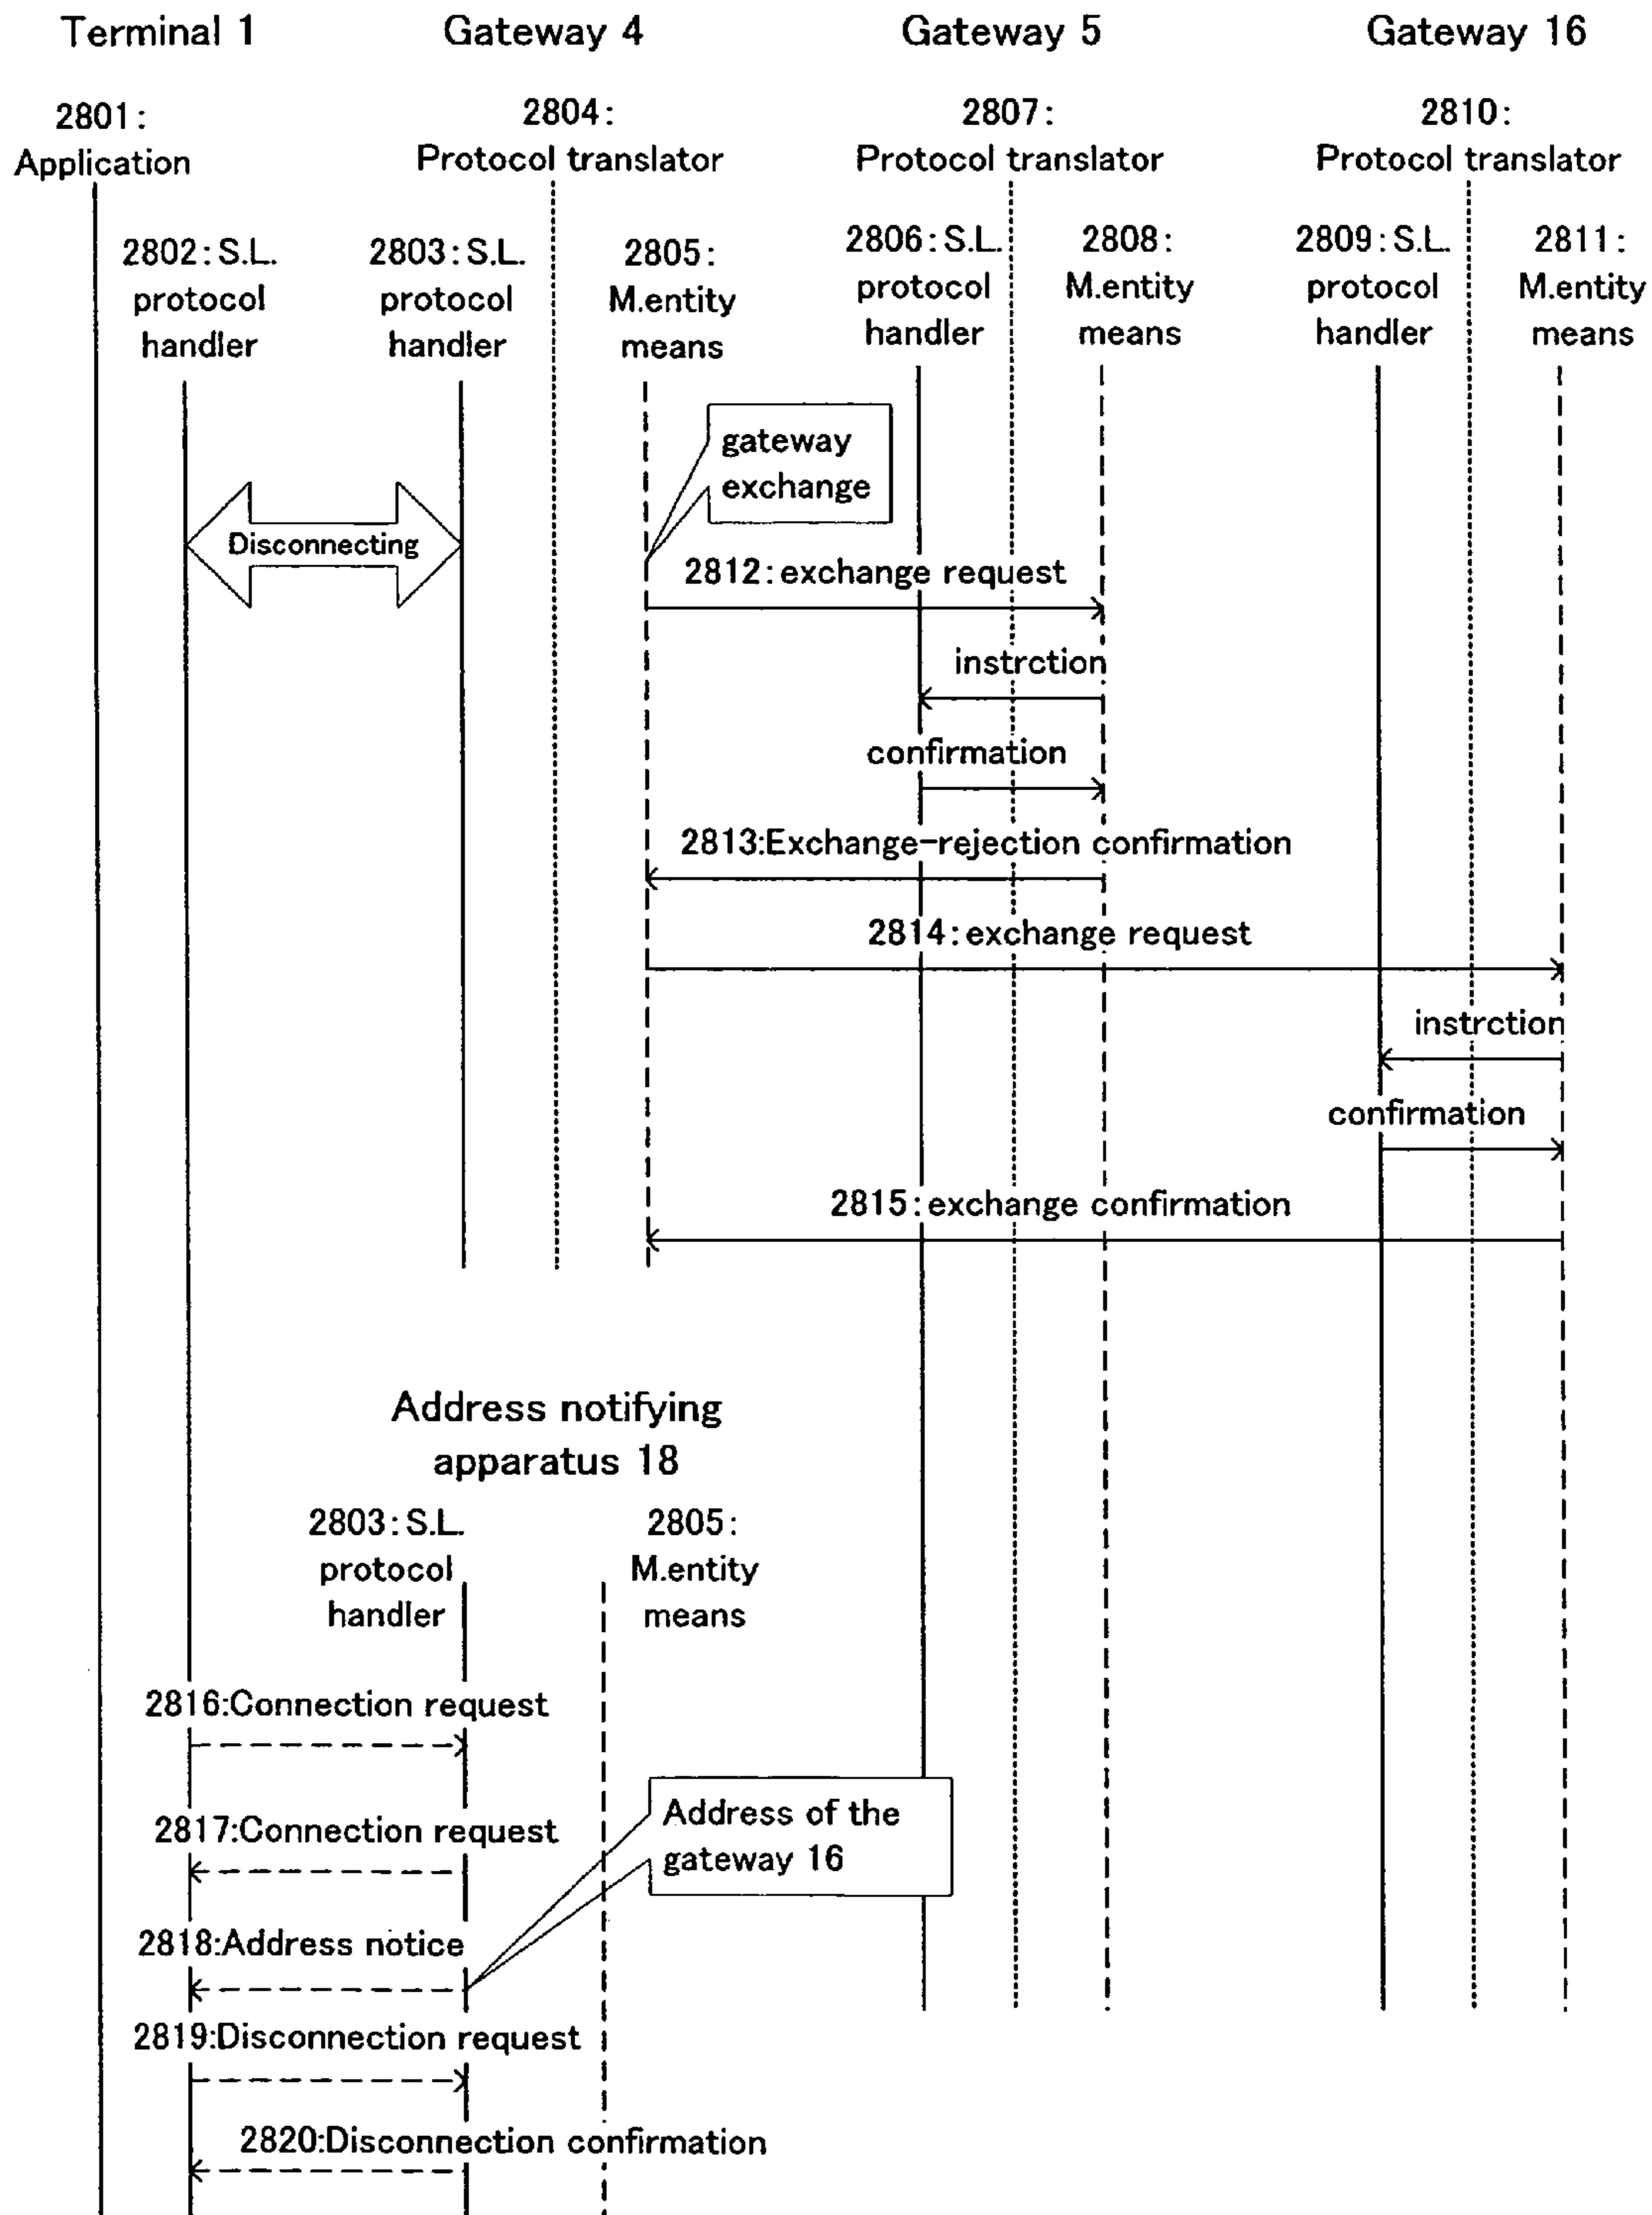 Terminal 1
Gateway 4
Gateway 5
Gateway 16
2801:
Application
2804:
Protocol translator
2807:
Protocol translator
2810:
Protocol translator
2802:S.L.
protocol
handler
2803:S.L.
protocol
handler
2805:
M.entity
means
2806:S.L.
protocol
handler
2808:
M.entity
means
2809:S.L.
protocol
handler
2811:
M.entity
means
gateway
exchange
Disconnecting
2812:exchange request
instrction
confirmation
2813:Exchange-rejection confirmation
2814:exchange request
instrction
confirmation
2815:exchange confirmation
Address notifying
apparatus 18
2803:S.L.
protocol
handler
2805:
M.entity
means
2816:Connection request
2817:Connection request
Address of the
gateway 16
2818:Address notice
2819:Disconnection request
2820:Disconnection confirmation